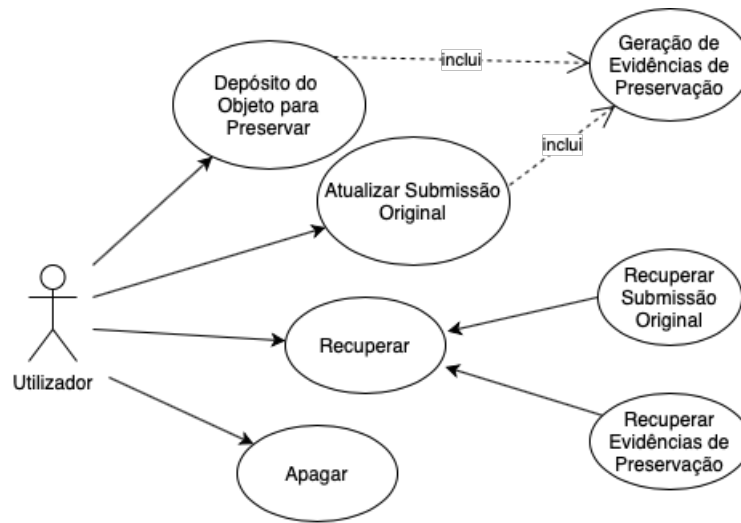 Depósito do
Objeto para
Preservar
inclui
Geração de
Evidências de
Preservação
inclui
Atualizar Submissão
Original
Recuperar
Submissão
Original
Recuperar
Utilizador
Recuperar
Evidências de
Preservação
Apagar